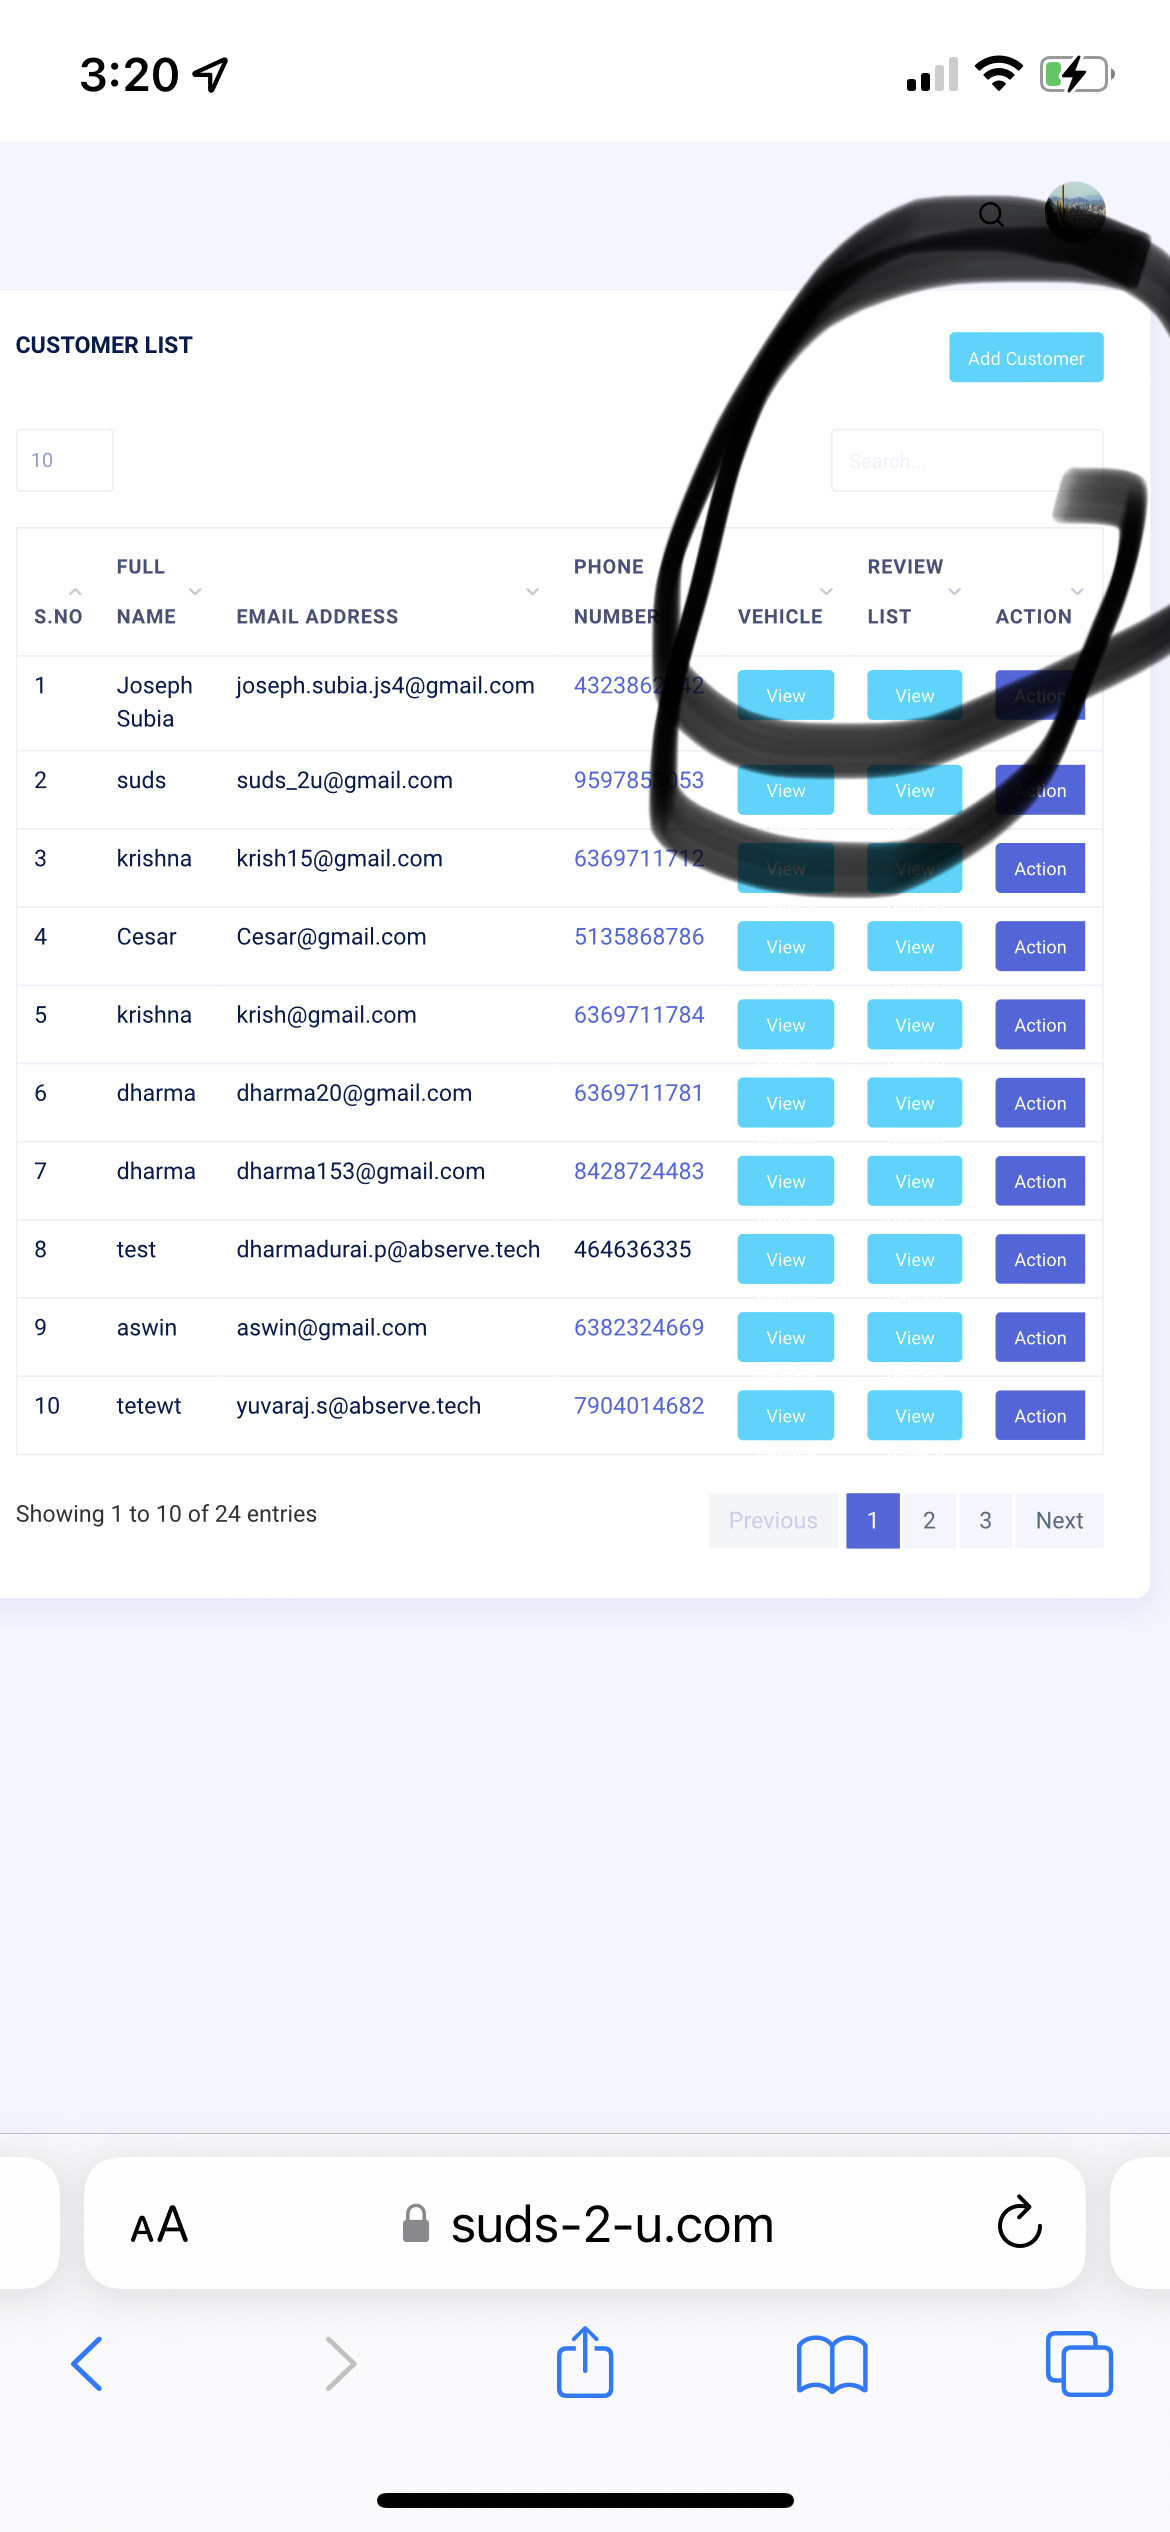 3:20
CUSTOMER LIST
Add Customer
10
Search...
S.NO FULL NAME EMAIL ADDRESS PHONE NUMBER VEHICLE REVIEW LIST ACTION
1 Joseph Subia joseph.subia.js4@gmail.com View View Action
2 suds suds_2u@gmail.com View View Action
3 krishna krish15@gmail.com 6369711712 View View Action
4 Cesar Cesar@gmail.com 5135868786 View View Action
5 krishna krish@gmail.com 6369711784 View View Action
6 dharma dharma20@gmail.com 6369711781 View View Action
7 dharma dharma153@gmail.com 8428724483 View View Action
8 test dharmadurai.p@abserve.tech 464636335 View View Action
9 aswin aswin@gmail.com 6382324669 View View Action
10 tetewt yuvaraj.s@abserve.tech 7904014682 View View Action
Showing 1 to 10 of 24 entries
Previous 1 2 3 Next
AA suds-2-u.com